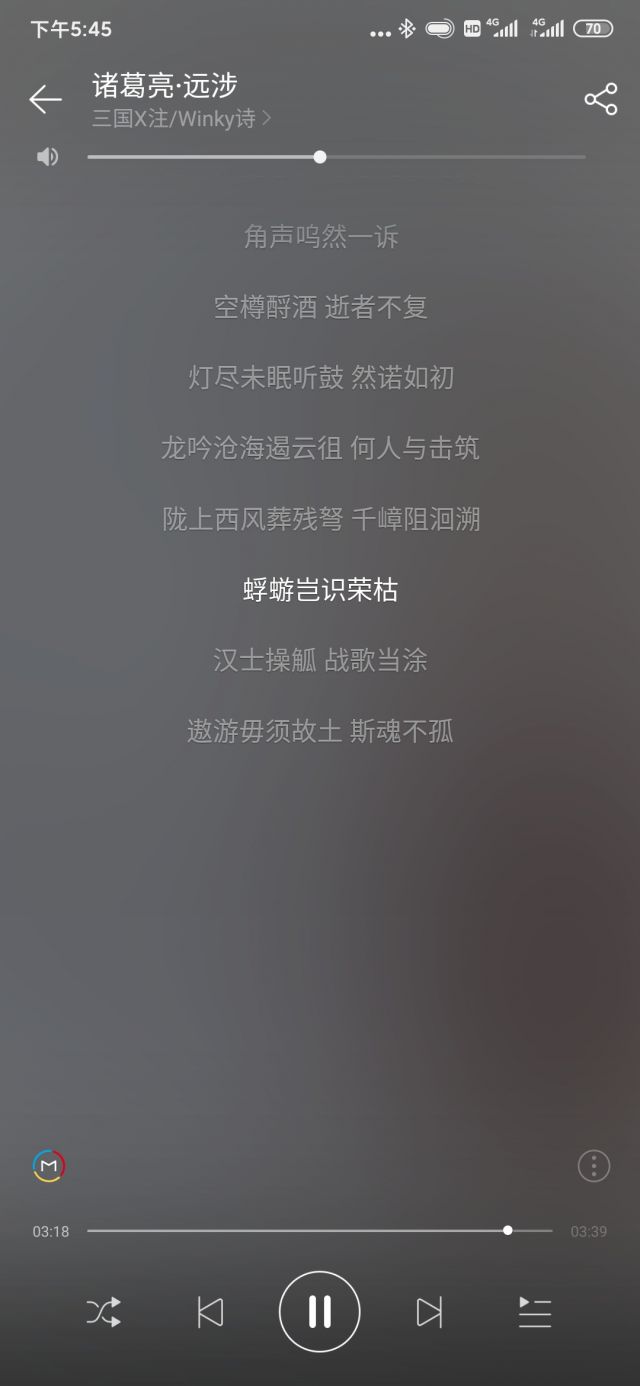 下午5:45
HD 4G 4G 70
诸葛亮·远涉
三国X注/Winky诗
角声呜然一诉
空樽酹酒 逝者不复
灯尽未眠听鼓 然诺如初
龙吟沧海遏云徂 何人与击筑
陇上西风葬残弩 千嶂阻洄溯
蜉蝣岂识荣枯
汉士操觚 战歌当涂
遨游毋须故土 斯魂不孤
M
03:18
03:39